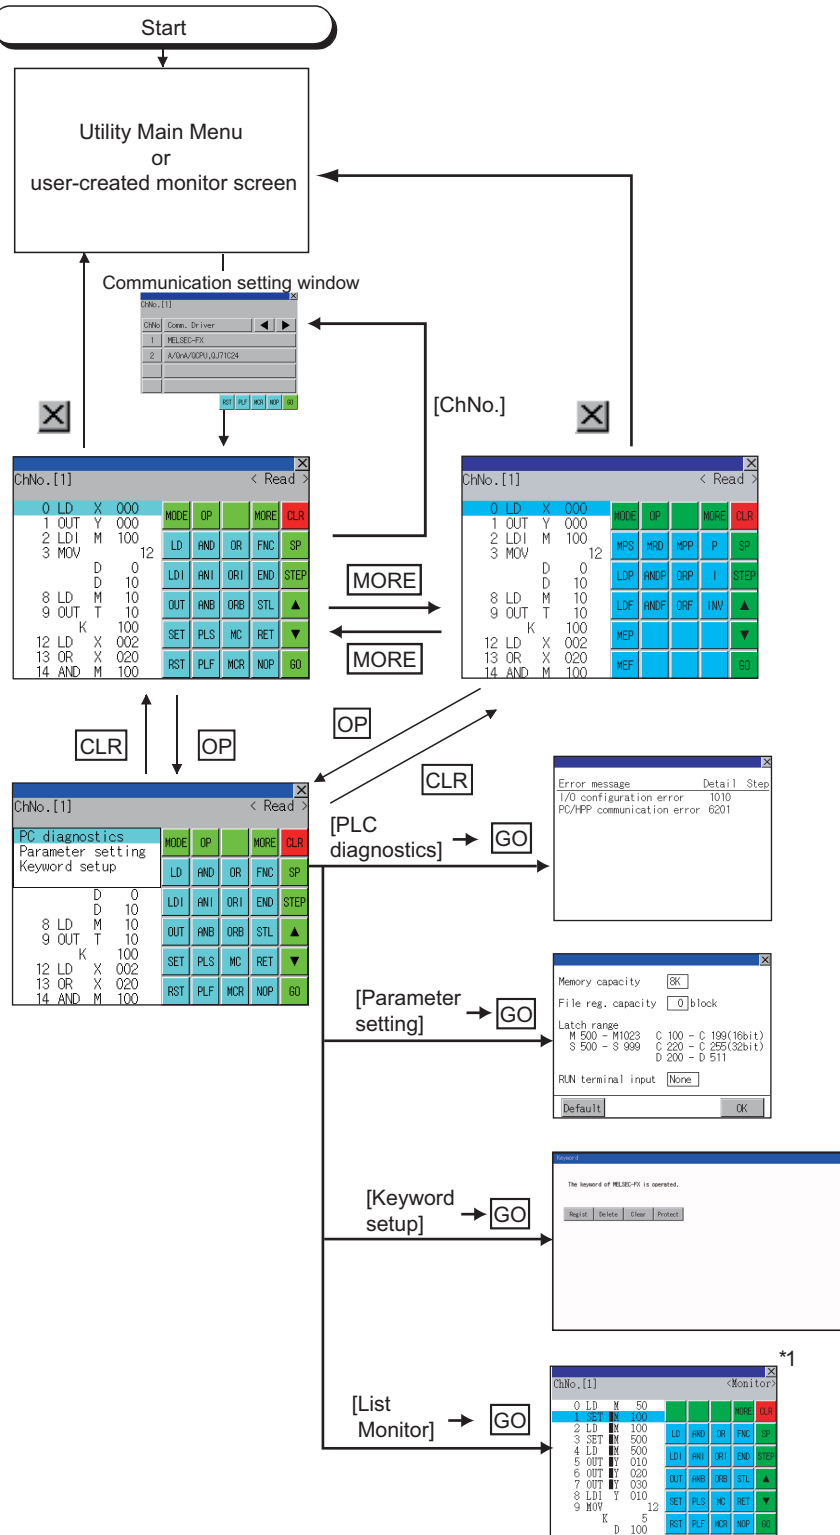 Start
Utility Main Menu
or
user-created monitor screen
Communication setting window
ChNo.[1]
ChNo Comm. Driver
1 MELSEC-FX
2 A/QnA/QCPU,QJ71C24
RST PLF MCR NOP GO
[ChNo.]
ChNo.[1] < Read >
0 LD X 000
1 OUT Y 000
2 LDI M 100
3 MOV 12
D 0
D 10
8 LD M 10
9 OUT T 10
K 100
12 LD X 002
13 OR X 020
14 AND M 100
MODE OP MORE CLR
LD AND OR FNC SP
LDI ANI ORI END STEP
OUT ANB ORB STL ▲
SET PLS MC RET ▼
RST PLF MCR NOP GO
MORE
MORE
ChNo.[1] < Read >
0 LD X 000
1 OUT Y 000
2 LDI M 100
3 MOV 12
D 0
D 10
8 LD M 10
9 OUT T 10
K 100
12 LD X 002
13 OR X 020
14 AND M 100
MODE OP MORE CLR
MPS MRD MPP P SP
LDP ANDP ORP I STEP
LDF ANDF ORF INV ▲
MEP ▼
MEF GO
CLR
OP
OP
CLR
ChNo.[1] < Read >
PC diagnostics
Parameter setting
Keyword setup
D 0
D 10
8 LD M 10
9 OUT T 10
K 100
12 LD X 002
13 OR X 020
14 AND M 100
MODE OP MORE CLR
LD AND OR FNC SP
LDI ANI ORI END STEP
OUT ANB ORB STL ▲
SET PLS MC RET ▼
RST PLF MCR NOP GO
[PLC
diagnostics]
GO
Error message Detail Step
I/O configuration error 1010
PC/HPP communication error 6201
[Parameter
setting]
GO
Memory capacity 8K
File reg. capacity 0 block
Latch range
M 500 - M1023 C 100 - C 199(16bit)
S 500 - S 999 C 220 - C 255(32bit)
D 200 - D 511
RUN terminal input None
Default OK
[Keyword
setup]
GO
Keyword
The keyword of MELSEC-FX is operated.
Regist Delete Clear Protect
*1
[List
Monitor]
GO
ChNo.[1] <Monitor>
0 LD M 50
1 SET M 100
2 LD M 100
3 SET M 500
4 LD M 500
5 OUT Y 010
6 OUT Y 020
7 OUT Y 030
8 LDI Y 010
9 MOV 12
K 5
D 100
MORE CLR
LD AND OR FNC SP
LDI ANI ORI END STEP
OUT ANB ORB STL ▲
SET PLS MC RET ▼
RST PLF MCR NOP GO